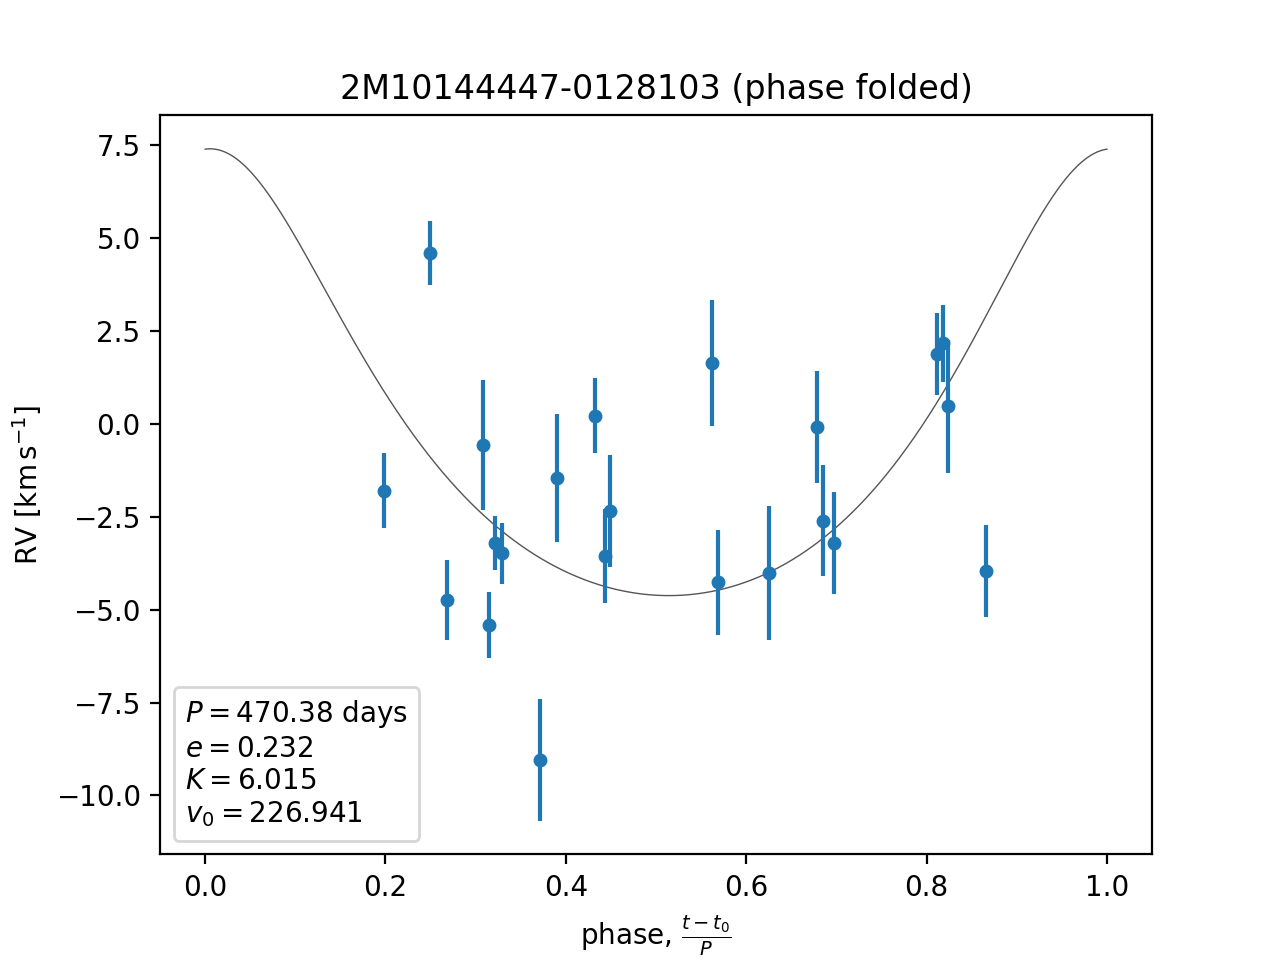 2M10144447-0128103 (phase folded)
RV [km s⁻¹]
7.5
5.0
2.5
0.0
−2.5
−5.0
−7.5
−10.0
P = 470.38 days
e = 0.232
K = 6.015
v₀ = 226.941
0.0 0.2 0.4 0.6 0.8 1.0
phase, (t − t₀)/P